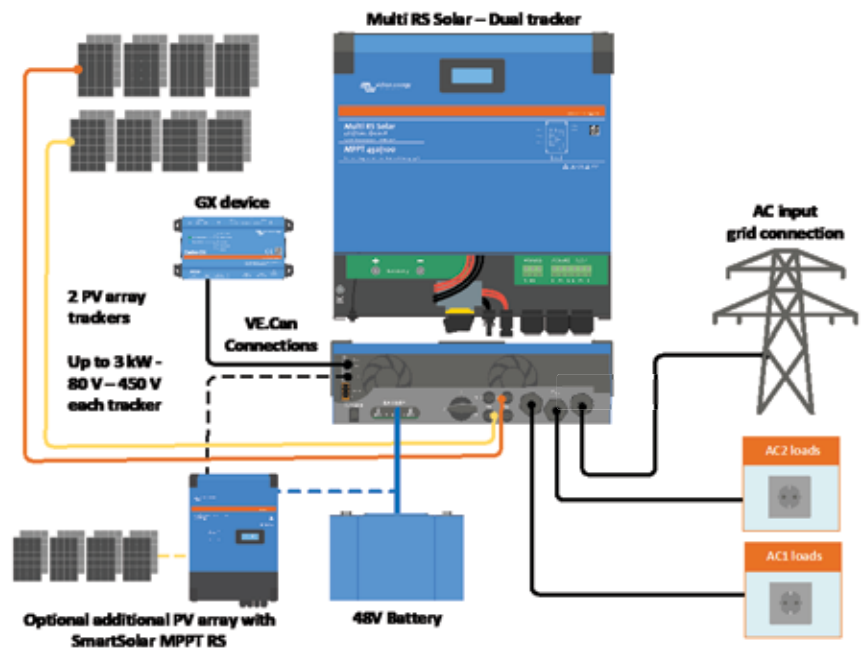 Multi RS Solar – Dual tracker
Multi RS Solar
MPPT 450|100
GX device
AC input
grid connection
2 PV array
trackers
VE.Can
Connections
Up to 3 kW -
80 V – 450 V
each tracker
AC2 loads
AC1 loads
Optional additional PV array with
SmartSolar MPPT RS
48V Battery